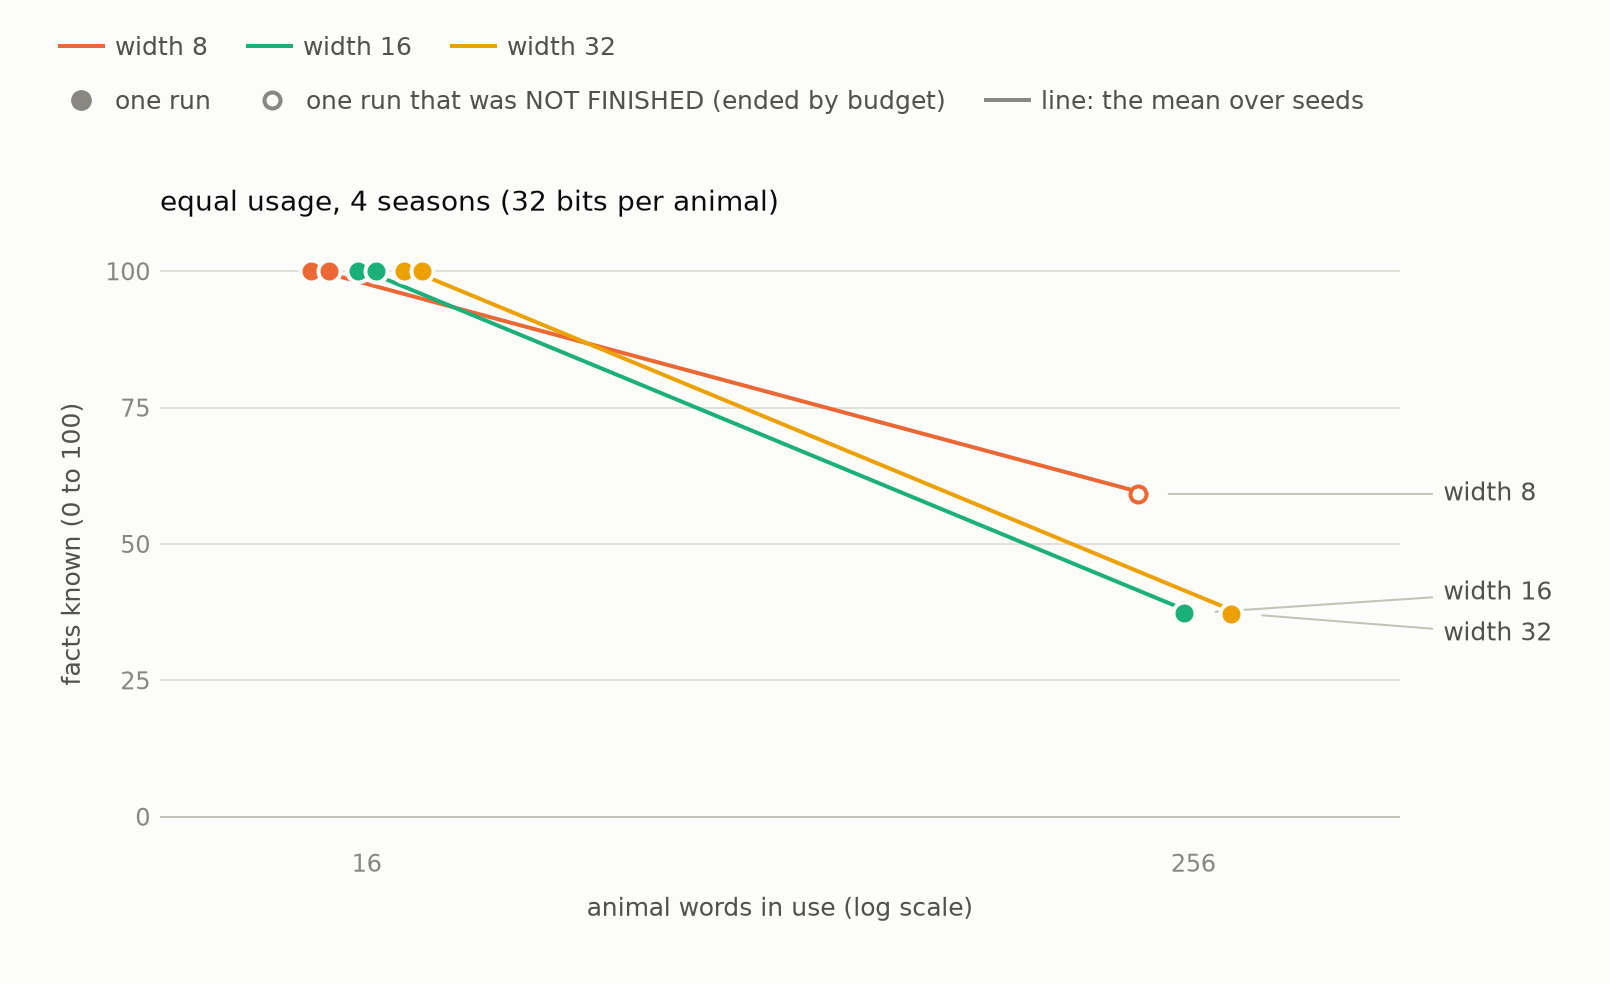 width 8 width 16 width 32
one run one run that was NOT FINISHED (ended by budget) line: the mean over seeds
equal usage, 4 seasons (32 bits per animal)
100
75
50
25
0
facts known (0 to 100)
width 8
width 16
width 32
16 256
animal words in use (log scale)